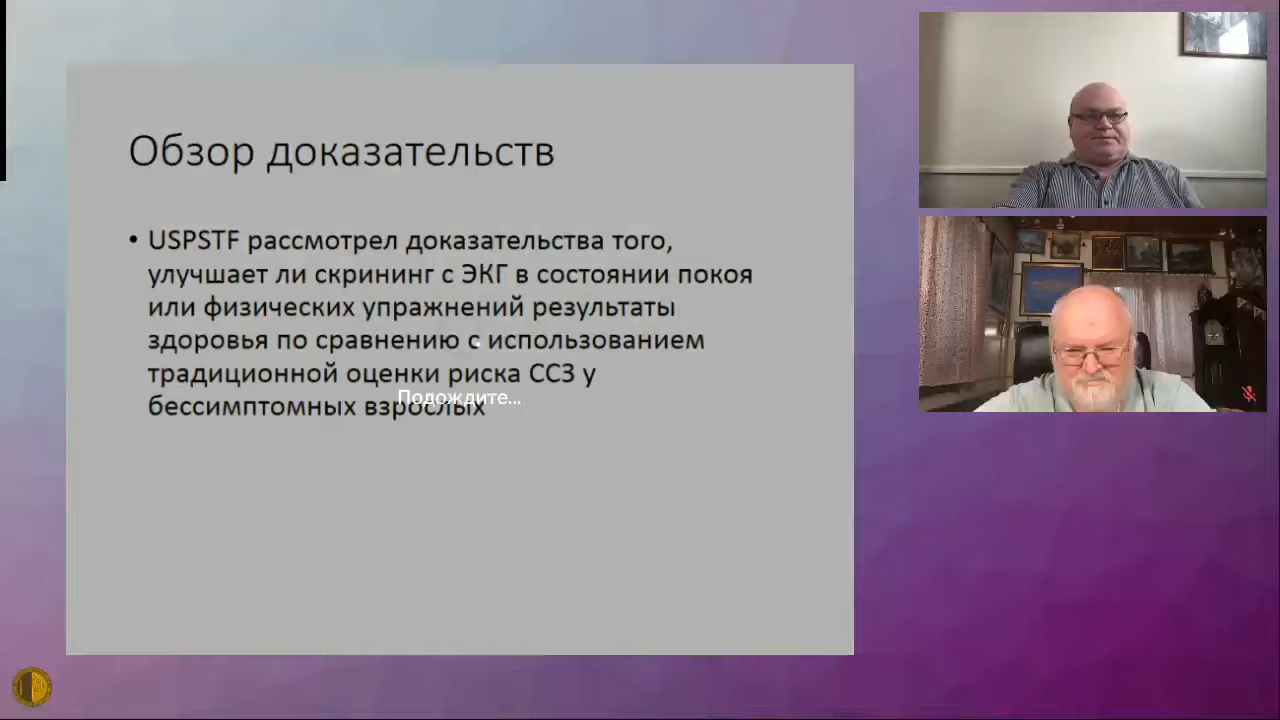 Обзор доказательств
• USPSTF рассмотрел доказательства того,
улучшает ли скрининг с ЭКГ в состоянии покоя
или физических упражнений результаты
здоровья по сравнению с использованием
традиционной оценки риска ССЗ у
бессимптомных взрослых
Подождите...